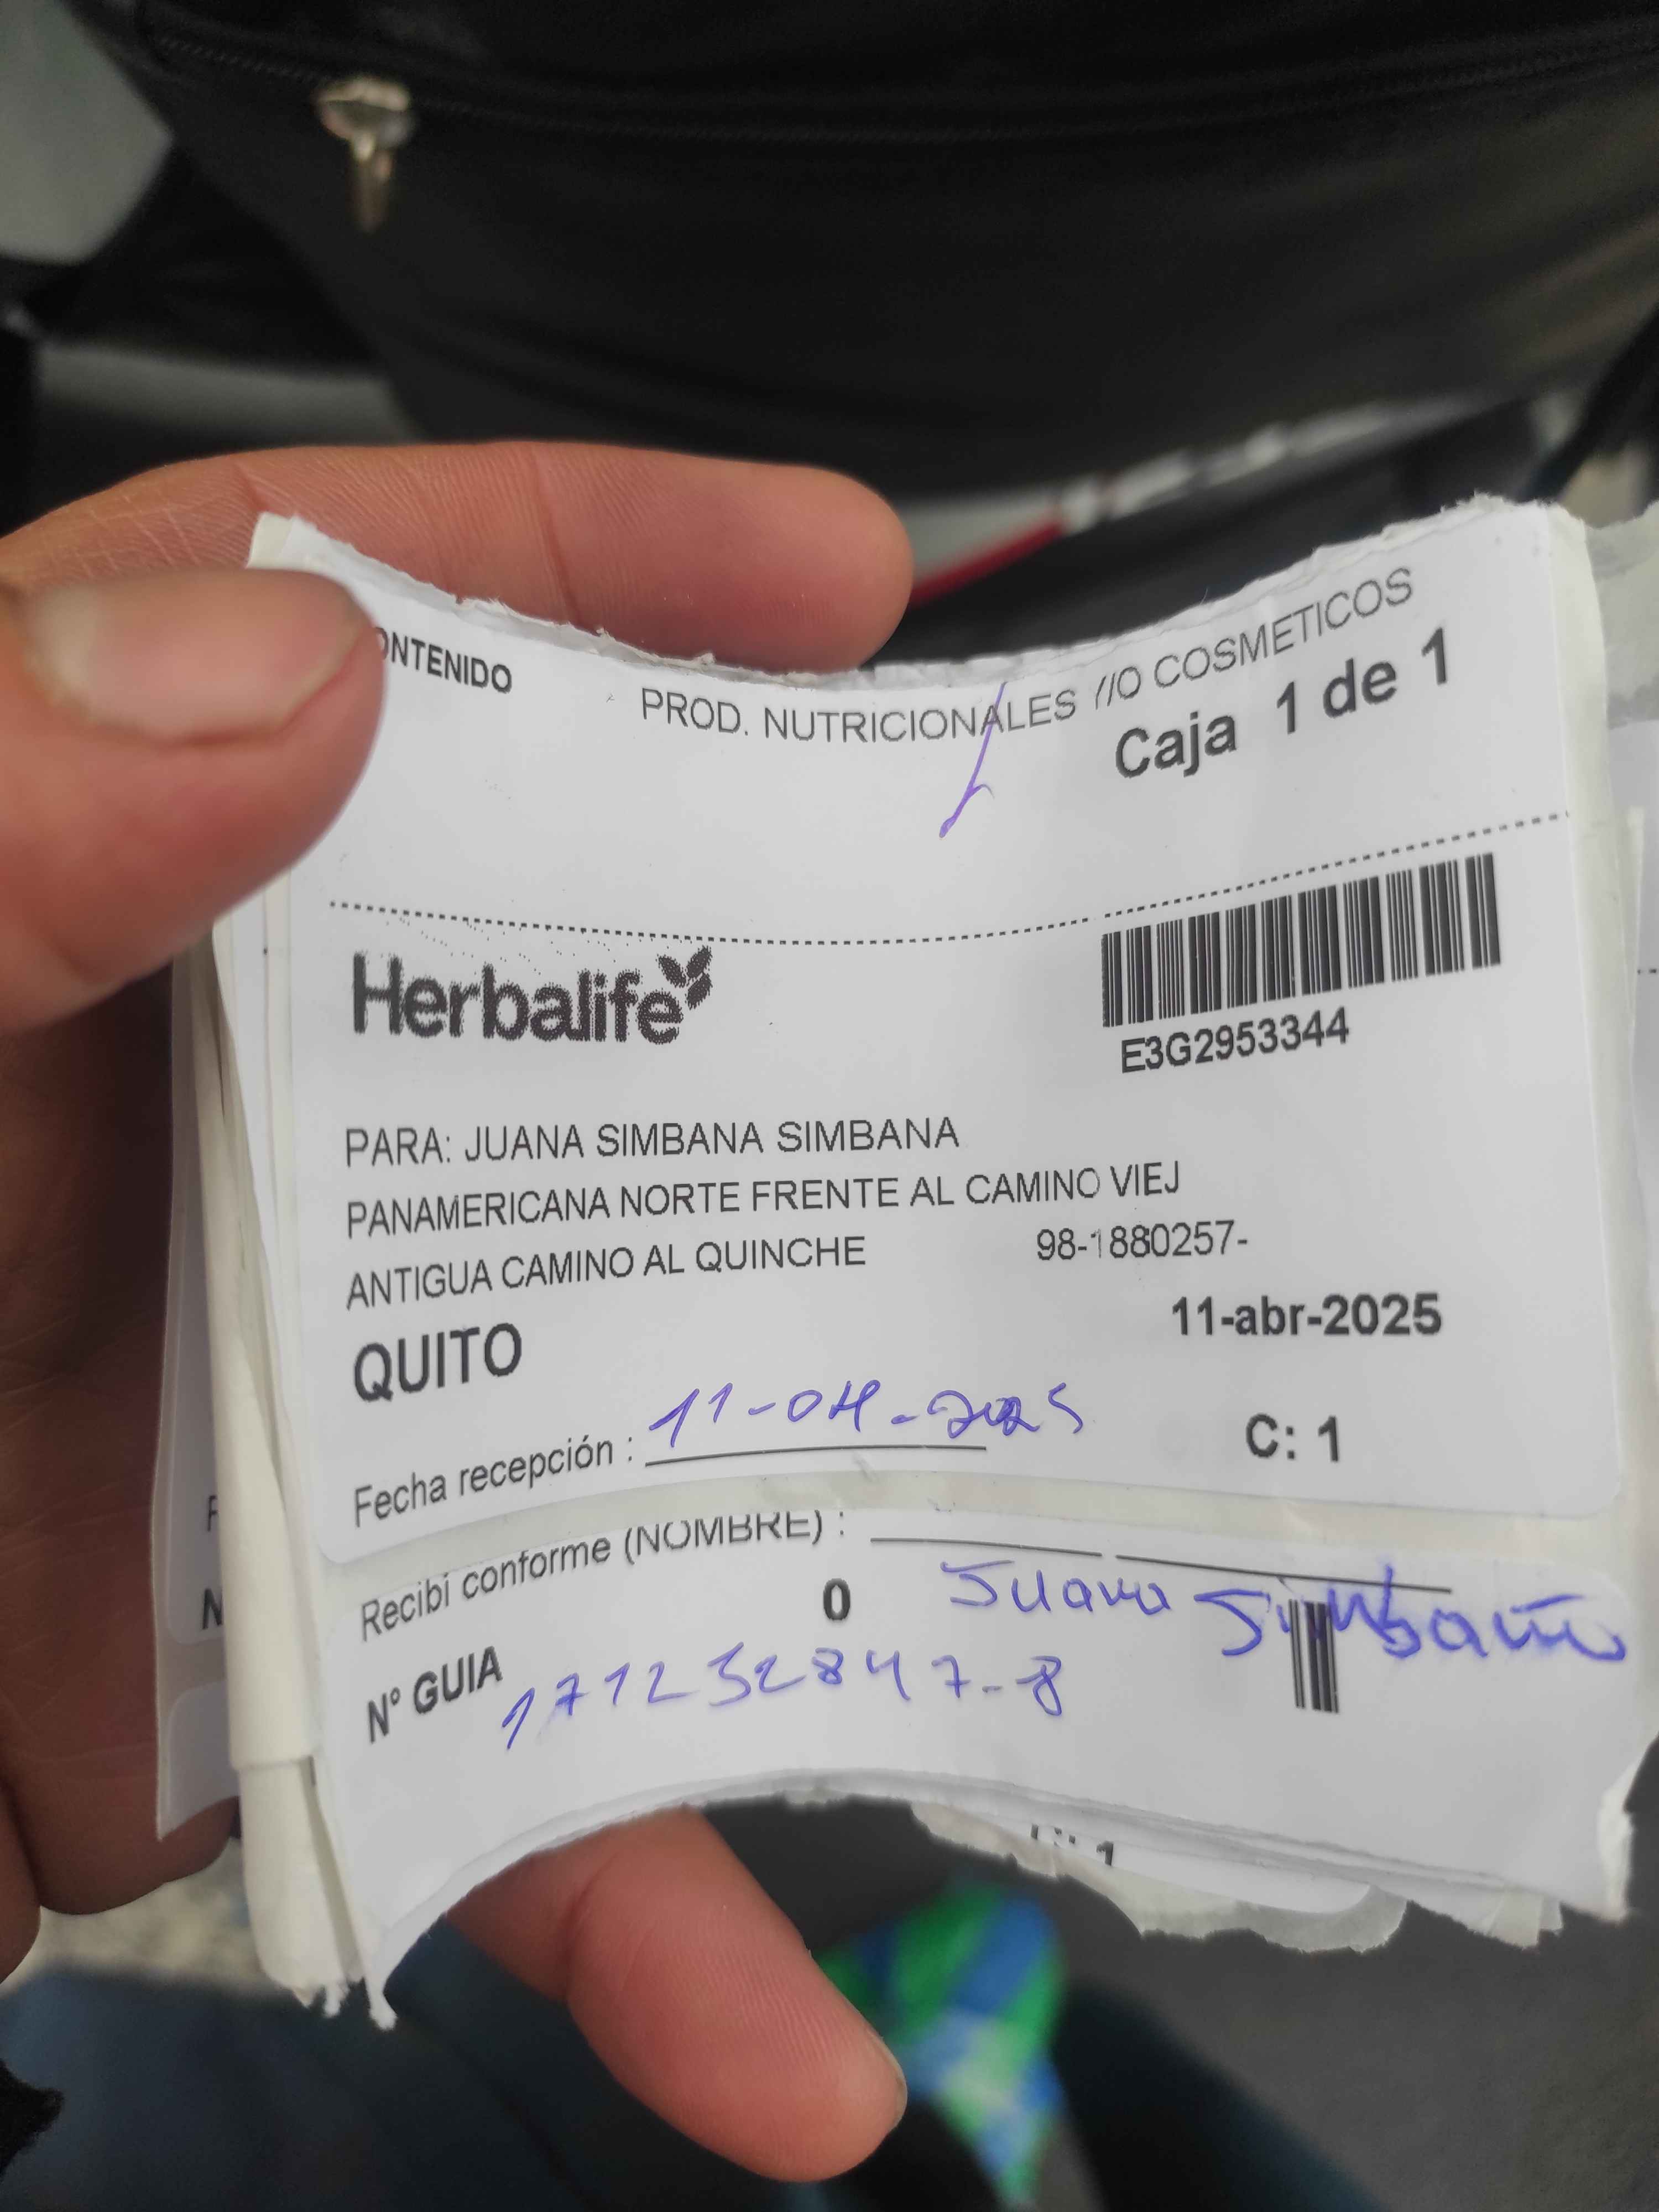 ONTENIDO
PROD. NUTRICIONALES Y/O COSMETICOS
Caja 1 de 1
Herbalife
E3G2953344
PARA: JUANA SIMBANA SIMBANA
PANAMERICANA NORTE FRENTE AL CAMINO VIEJ
ANTIGUA CAMINO AL QUINCHE 98-1880257-
11-abr-2025
QUITO
Fecha recepción : 11-04-2025
C: 1
Recibí conforme (NOMBRE) :
0 Juana Simbaña
N° GUIA 171232847-8